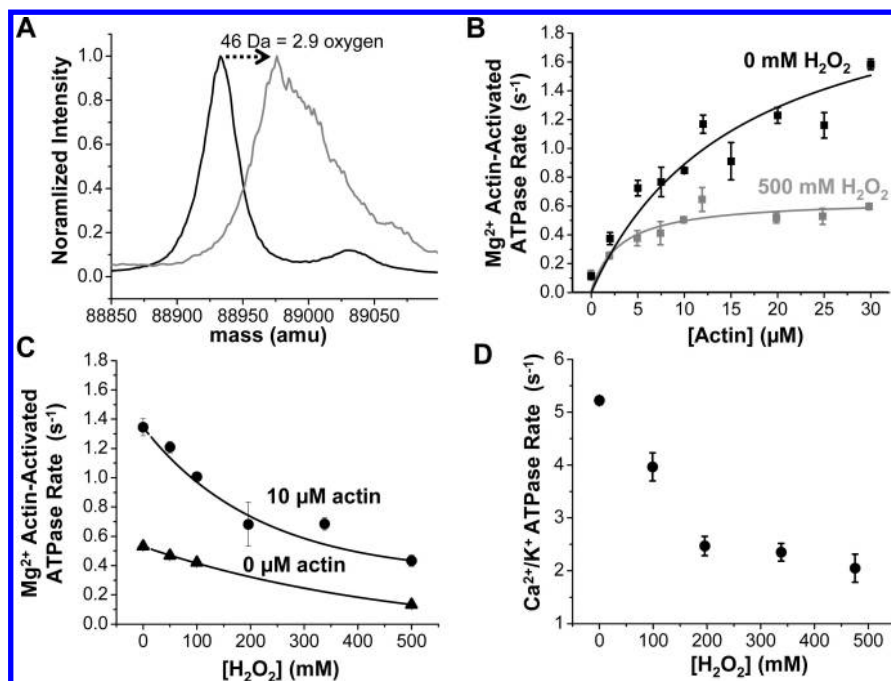 A
46 Da = 2.9 oxygen
Noramlized Intensity
1.0
0.8
0.6
0.4
0.2
0.0
88850 88900 88950 89000 89050
mass (amu)
B
0 mM H₂O₂
500 mM H₂O₂
Mg²⁺ Actin-Activated
ATPase Rate (s⁻¹)
1.8
1.6
1.4
1.2
1.0
0.8
0.6
0.4
0.2
0.0
0 5 10 15 20 25 30
[Actin] (µM)
C
10 µM actin
0 µM actin
Mg²⁺ Actin-Activated
ATPase Rate (s⁻¹)
1.8
1.6
1.4
1.2
1.0
0.8
0.6
0.4
0.2
0.0
0 100 200 300 400 500
[H₂O₂] (mM)
D
Ca²⁺/K⁺ ATPase Rate (s⁻¹)
6
5
4
3
2
1
0 100 200 300 400 500
[H₂O₂] (mM)